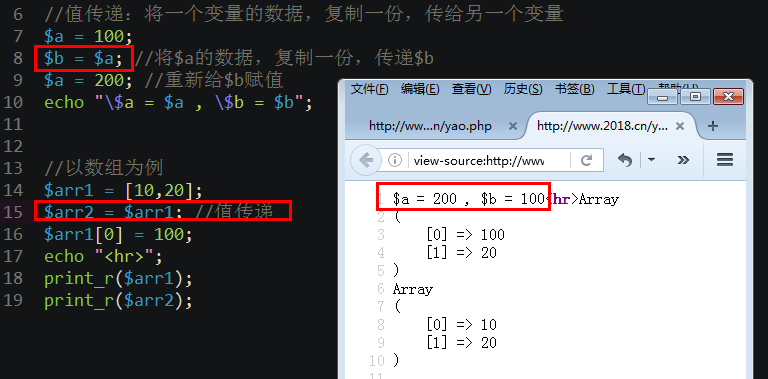 6 //值传递：将一个变量的数据，复制一份，传给另一个变量
7 $a = 100;
8 $b = $a; //将$a的数据，复制一份，传递$b
9 $a = 200; //重新给$b赋值
10 echo "\$a = $a , \$b = $b";
11
12
13 //以数组为例
14 $arr1 = [10,20];
15 $arr2 = $arr1; //值传递
16 $arr1[0] = 100;
17 echo "<hr>";
18 print_r($arr1);
19 print_r($arr2);
文件(F) 编辑(E) 查看(V) 历史(S) 书签(B) 工具(T) 帮助(H)
http://ww...n/yao.php × http://www.2018.cn/y... × +
view-source:http://www
1 $a = 200 , $b = 100<hr>Array
2 (
3 [0] => 100
4 [1] => 20
5 )
6 Array
7 (
8 [0] => 10
9 [1] => 20
10 )
11